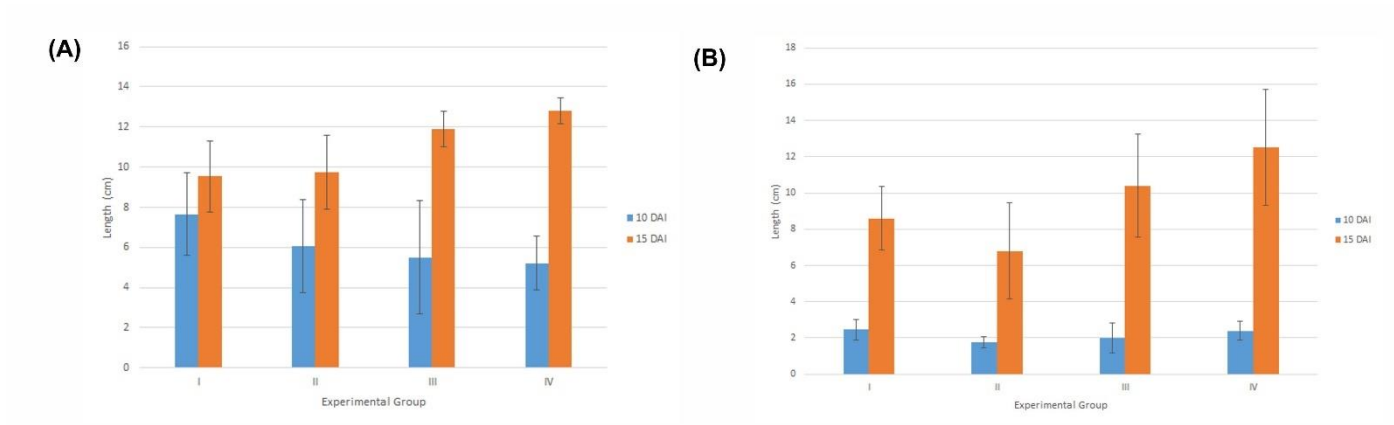 (A)
16
14
12
10
8
6
4
2
0
Length (cm)
I II III IV
Experimental Group
10 DAI
15 DAI
(B)
18
16
14
12
10
8
6
4
2
0
Length (cm)
I II III IV
Experimental Group
10 DAI
15 DAI